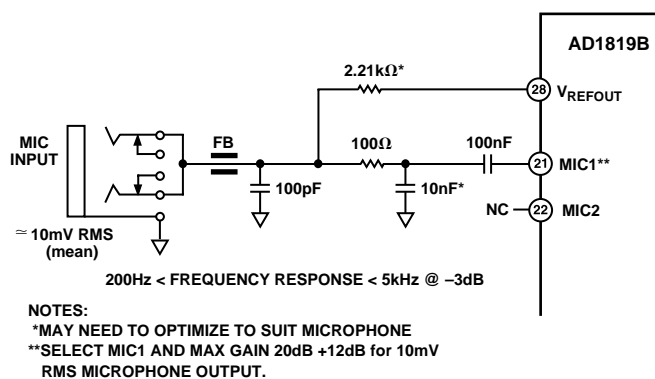 AD1819B
2.21kΩ*
28
VREFOUT
MIC
INPUT
FB
100Ω
100nF
21
MIC1**
100pF
10nF*
NC
22
MIC2
≃ 10mV RMS
(mean)
200Hz < FREQUENCY RESPONSE < 5kHz @ –3dB
NOTES:
*MAY NEED TO OPTIMIZE TO SUIT MICROPHONE
**SELECT MIC1 AND MAX GAIN 20dB +12dB for 10mV
RMS MICROPHONE OUTPUT.